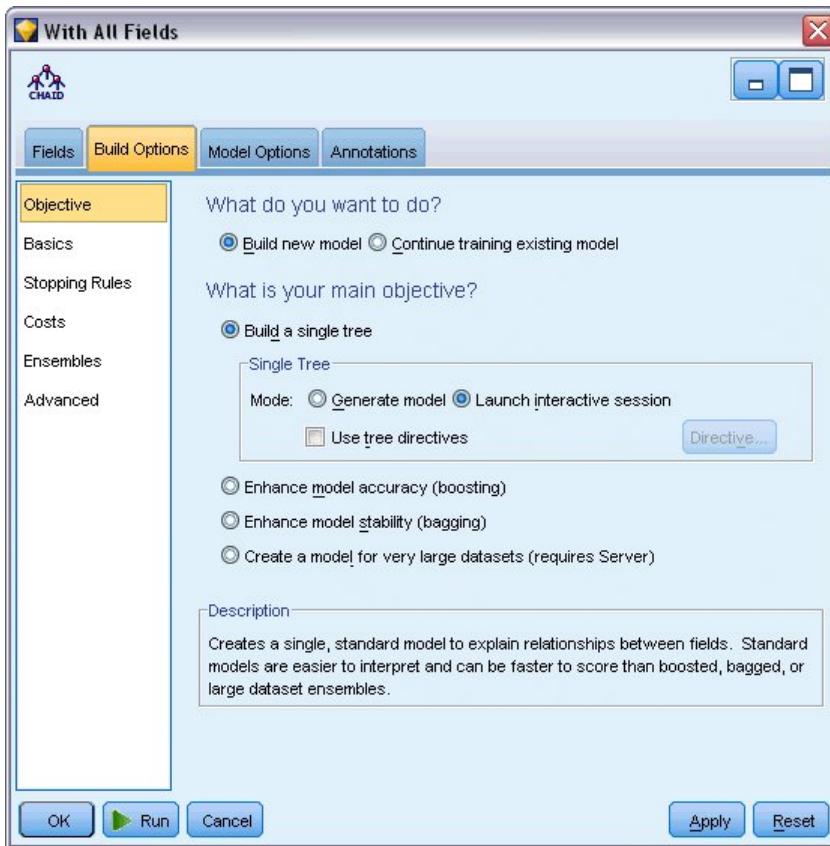 With All Fields
CHAID
Fields Build Options Model Options Annotations
Objective
Basics
Stopping Rules
Costs
Ensembles
Advanced
What do you want to do?
Build new model Continue training existing model
What is your main objective?
Build a single tree
Single Tree
Mode: Generate model Launch interactive session
Use tree directives Directive...
Enhance model accuracy (boosting)
Enhance model stability (bagging)
Create a model for very large datasets (requires Server)
Description
Creates a single, standard model to explain relationships between fields. Standard
models are easier to interpret and can be faster to score than boosted, bagged, or
large dataset ensembles.
OK Run Cancel Apply Reset